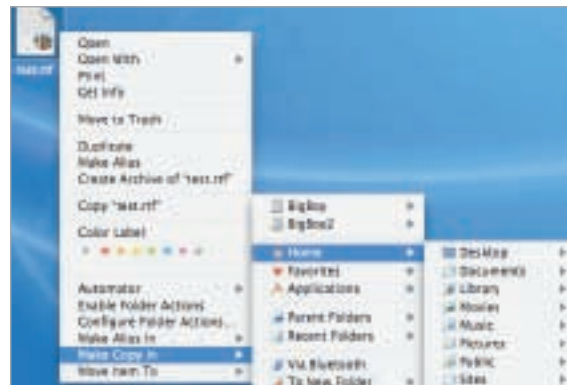 test.rtf
Open
Open With
Print
Get Info
Move to Trash
Duplicate
Make Alias
Create Archive of "test.rtf"
Copy "test.rtf"
Color Label
Automator
Enable Folder Actions
Configure Folder Actions...
Make Alias In
Make Copy In
Move Item To
BigBoy
BigBoy2
Home
Favorites
Applications
Parent Folders
Recent Folders
Via Bluetooth
To New Folder
Desktop
Documents
Library
Movies
Music
Pictures
Public
Sites